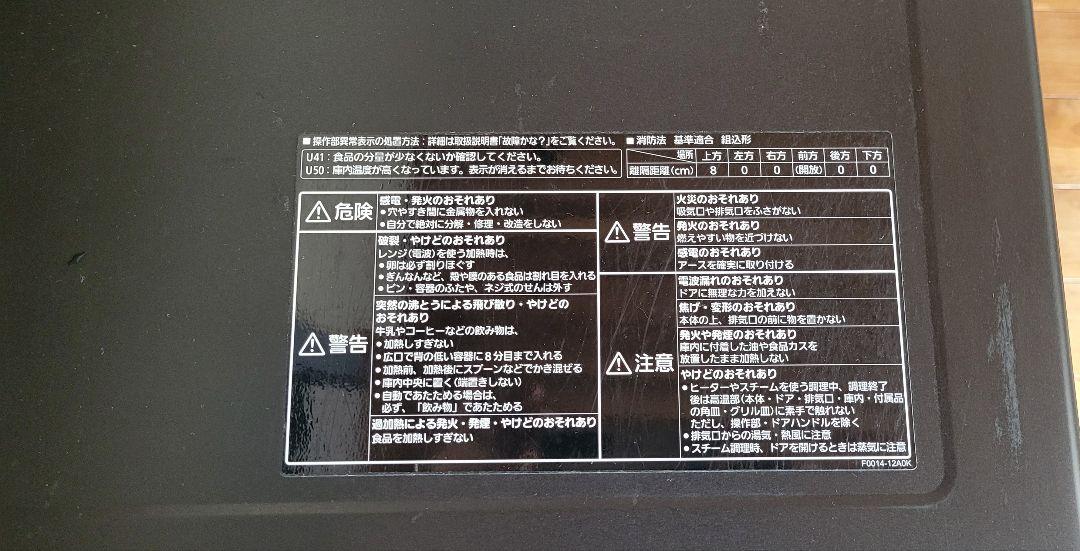 ■ 操作部異常表示の処置方法：詳細は取扱説明書「故障かな？」をご覧ください。
U41：食品の分量が少なくないか確認してください。
U50：庫内温度が高くなっています。表示が消えるまでお待ちください。
■ 消防法　基準適合　組込形
場所 上方 左方 右方 前方 後方 下方
離隔距離(cm) 8 0 0 (開放) 0 0
危険
感電・発火のおそれあり
●穴やすき間に金属物を入れない
●自分で絶対に分解・修理・改造をしない
警告
破裂・やけどのおそれあり
レンジ(電波)を使う加熱時は、
●卵は必ず割りほぐす
●ぎんなんなど、殻や膜のある食品は割れ目を入れる
●ビン・容器のふたや、ネジ式のせんは外す
突然の沸とうによる飛び散り・やけどの
おそれあり
牛乳やコーヒーなどの飲み物は、
●加熱しすぎない
●広口で背の低い容器に８分目まで入れる
●加熱前、加熱後にスプーンなどでかき混ぜる
●庫内中央に置く(端置きしない)
●自動であたためる場合は、
必ず、「飲み物」であたためる
過加熱による発火・発煙・やけどのおそれあり
食品を加熱しすぎない
警告
火災のおそれあり
吸気口や排気口をふさがない
発火のおそれあり
燃えやすい物を近づけない
感電のおそれあり
アースを確実に取り付ける
注意
電波漏れのおそれあり
ドアに無理な力を加えない
焦げ・変形のおそれあり
本体の上、排気口の前に物を置かない
発火や発煙のおそれあり
庫内に付着した油や食品カスを
放置したまま加熱しない
やけどのおそれあり
●ヒーターやスチームを使う調理中、調理終了
後は高温部(本体・ドア・排気口・庫内・付属品
の角皿・グリル皿)に素手で触れない
ただし、操作部・ドアハンドルを除く
●排気口からの湯気・熱風に注意
●スチーム調理時、ドアを開けるときは蒸気に注意
F0014-12A0K